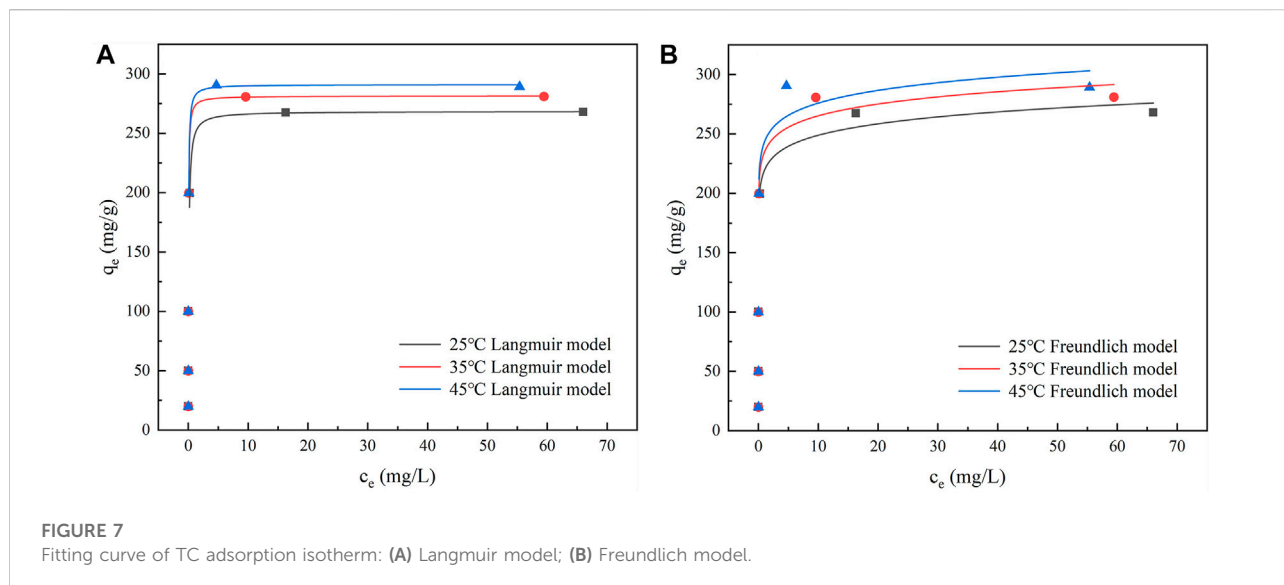 A
300
250
200
150
100
50
0
qe (mg/g)
25℃ Langmuir model
35℃ Langmuir model
45℃ Langmuir model
0 10 20 30 40 50 60 70
ce (mg/L)
B
300
250
200
150
100
50
0
qe (mg/g)
25℃ Freundlich model
35℃ Freundlich model
45℃ Freundlich model
0 10 20 30 40 50 60 70
ce (mg/L)
FIGURE 7
Fitting curve of TC adsorption isotherm: (A) Langmuir model; (B) Freundlich model.